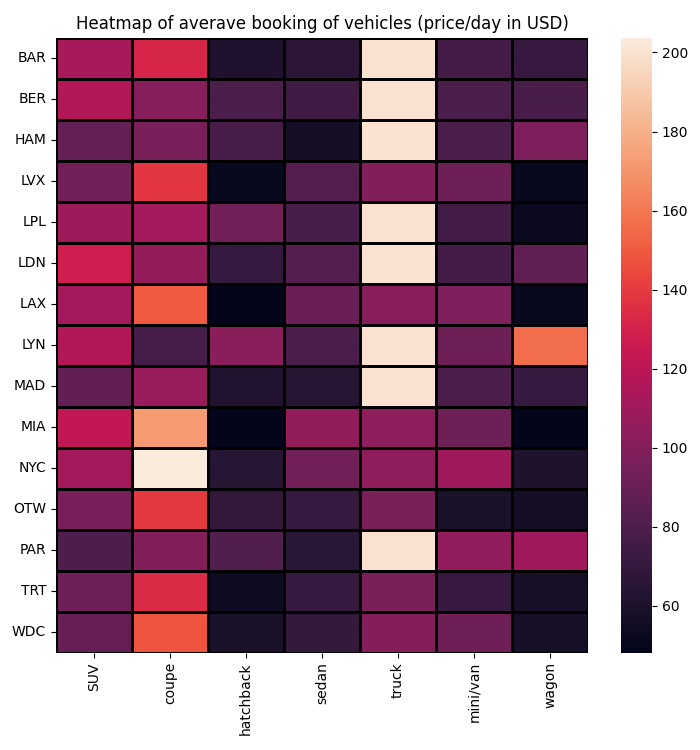 Heatmap of averave booking of vehicles (price/day in USD)
BAR
BER
HAM
LVX
LPL
LDN
LAX
LYN
MAD
MIA
NYC
OTW
PAR
TRT
WDC
SUV
coupe
hatchback
sedan
truck
mini/van
wagon
200
180
160
140
120
100
80
60